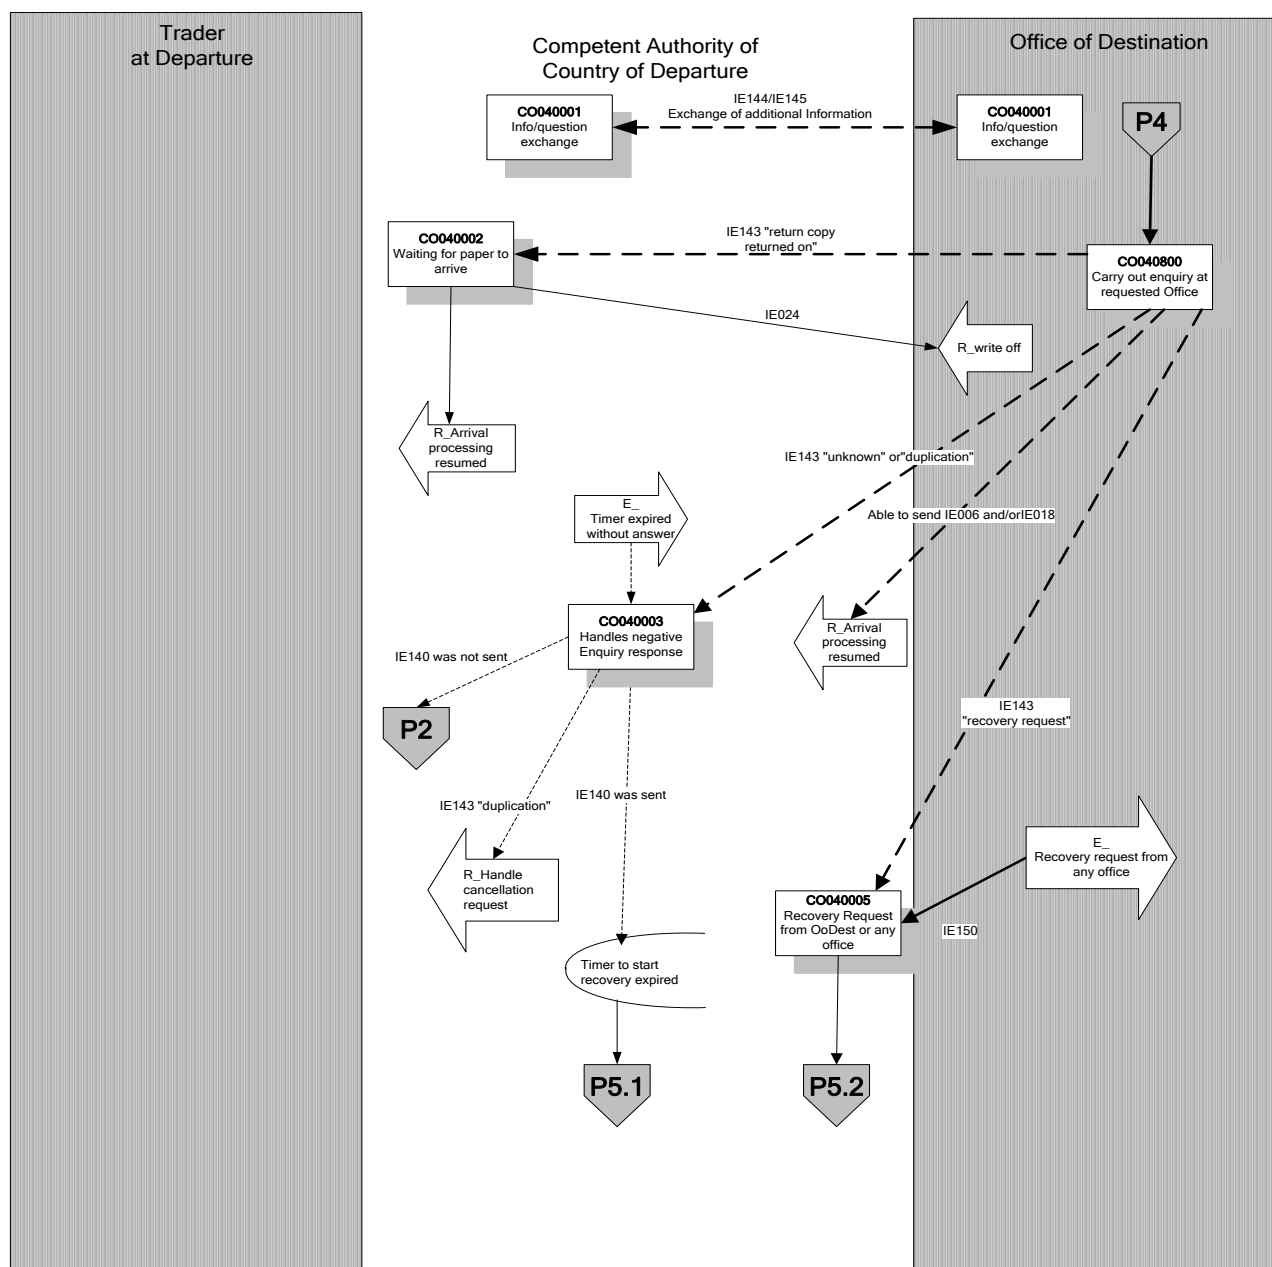 Trader
at Departure
Competent Authority of
Country of Departure
Office of Destination
CO040001
Info/question
exchange
IE144/IE145
Exchange of additional Information
CO040001
Info/question
exchange
P4
CO040002
Waiting for paper to
arrive
IE143 "return copy
returned on"
CO040800
Carry out enquiry at
requested Office
IE024
R_write off
R_Arrival
processing
resumed
IE143 "unknown" or"duplication"
E_
Timer expired
without answer
Able to send IE006 and/orIE018
CO040003
Handles negative
Enquiry response
R_Arrival
processing
resumed
IE140 was not sent
P2
IE143
"recovery request"
IE143 "duplication"
IE140 was sent
R_Handle
cancellation
request
E_
Recovery request from
any office
CO040005
Recovery Request
from OoDest or any
office
IE150
Timer to start
recovery expired
P5.1
P5.2